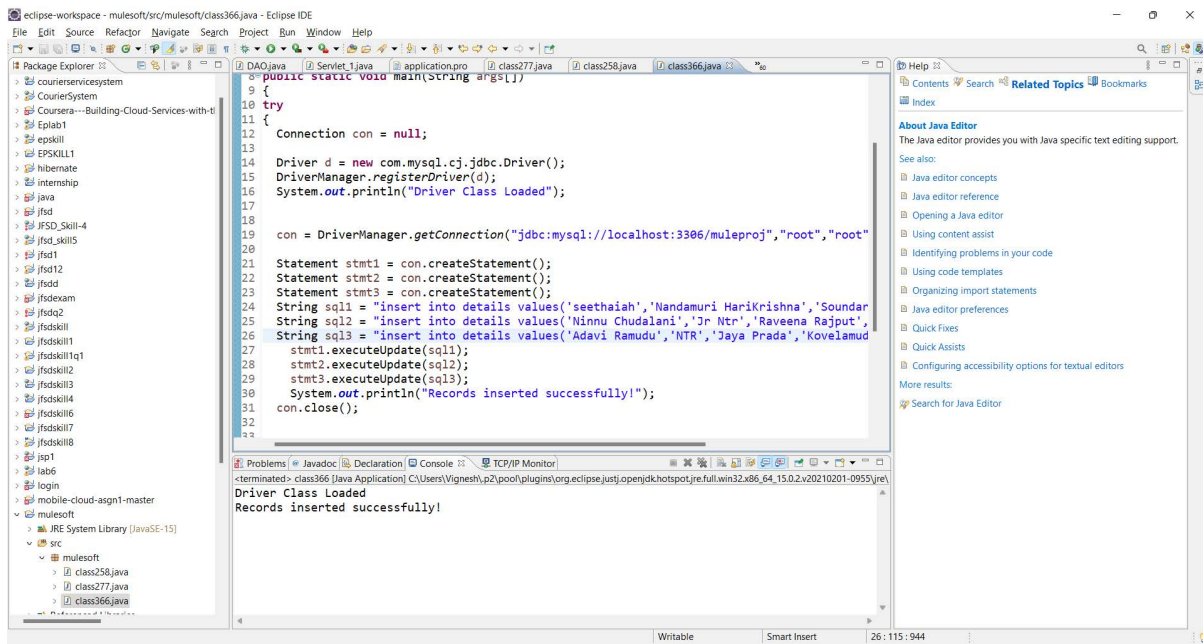 eclipse-workspace - mulesoft/src/mulesoft/class366.java - Eclipse IDE
File Edit Source Refactor Navigate Search Project Run Window Help
Package Explorer
courierservicesystem
CourierSystem
Coursera---Building-Cloud-Services-with-tl
Eplab1
epskill
EPSKILL1
hibernate
internship
java
jfsd
JFSD_Skill-4
jfsd_skill5
jfsd1
jfsd12
jfsdd
jfsdexam
jfsdq2
jfsdskill
jfsdskill1
jfsdskill1q1
jfsdskill2
jfsdskill3
jfsdskill4
jfsdskill6
jfsdskill7
jfsdskill8
jsp1
lab6
login
mobile-cloud-asgn1-master
mulesoft
JRE System Library [JavaSE-15]
src
mulesoft
class258.java
class277.java
class366.java
DAO.java Servlet_1.java application.pro class277.java class258.java class366.java
8 public static void main(String args[])
9 {
10 try
11 {
12 Connection con = null;
13
14 Driver d = new com.mysql.cj.jdbc.Driver();
15 DriverManager.registerDriver(d);
16 System.out.println("Driver Class Loaded");
17
18
19 con = DriverManager.getConnection("jdbc:mysql://localhost:3306/muleproj","root","root"
20
21 Statement stmt1 = con.createStatement();
22 Statement stmt2 = con.createStatement();
23 Statement stmt3 = con.createStatement();
24 String sql1 = "insert into details values('seethaiah','Nandamuri HariKrishna','Soundar
25 String sql2 = "insert into details values('Ninnu Chudalani','Jr Ntr','Raveena Rajput',
26 String sql3 = "insert into details values('Adavi Ramudu','NTR','Jaya Prada','Kovelamud
27 stmt1.executeUpdate(sql1);
28 stmt2.executeUpdate(sql2);
29 stmt3.executeUpdate(sql3);
30 System.out.println("Records inserted successfully!");
31 con.close();
32
33
Problems Javadoc Declaration Console TCP/IP Monitor
<terminated> class366 [Java Application] C:\Users\Vignesh\.p2\pool\plugins\org.eclipse.justj.openjdk.hotspot.jre.full.win32.x86_64_15.0.2.v20210201-0955\jre\
Driver Class Loaded
Records inserted successfully!
Help
Contents Search Related Topics Bookmarks
Index
About Java Editor
The Java editor provides you with Java specific text editing support.
See also:
Java editor concepts
Java editor reference
Opening a Java editor
Using content assist
Identifying problems in your code
Using code templates
Organizing import statements
Java editor preferences
Quick Fixes
Quick Assists
Configuring accessibility options for textual editors
More results:
Search for Java Editor
Writable Smart Insert 26 : 115 : 944